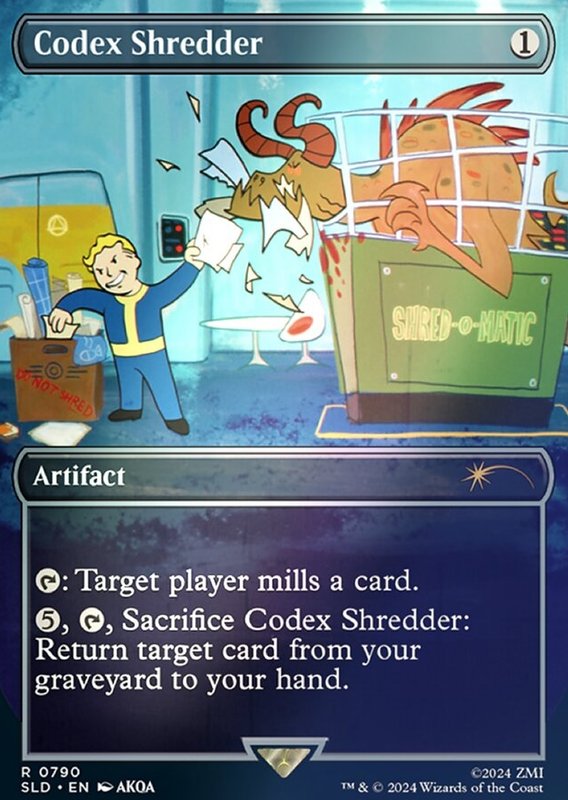 Codex Shredder 1
SHRED-O-MATIC
DO NOT SHRED
Artifact
: Target player mills a card.
5, , Sacrifice Codex Shredder:
Return target card from your
graveyard to your hand.
R 0790
SLD • EN AKQA
©2024 ZMI
™ & © 2024 Wizards of the Coast